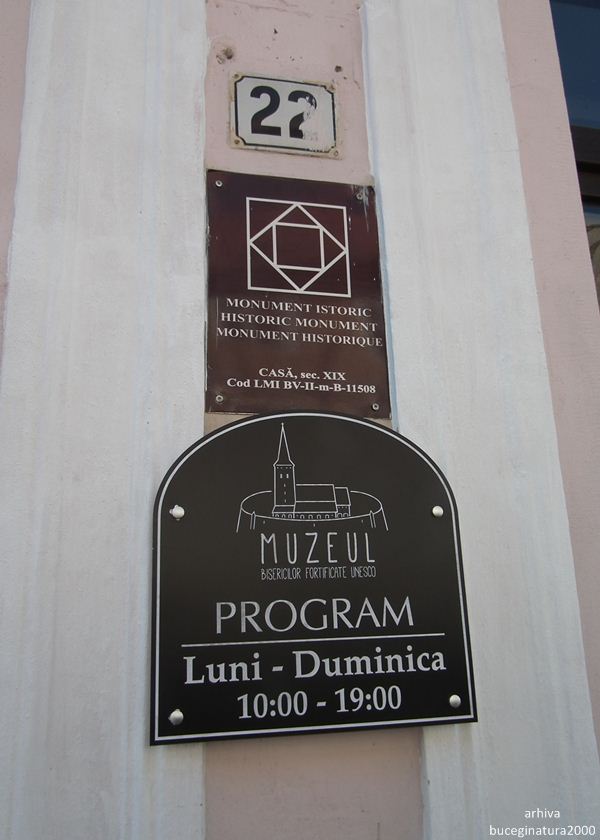 22
MONUMENT ISTORIC
HISTORIC MONUMENT
MONUMENT HISTORIQUE
CASĂ, sec. XIX
Cod LMI BV-II-m-B-11508
MUZEUL
BISERICILOR FORTIFICATE UNESCO
PROGRAM
Luni - Duminica
10:00 - 19:00
arhiva
buceginatura2000